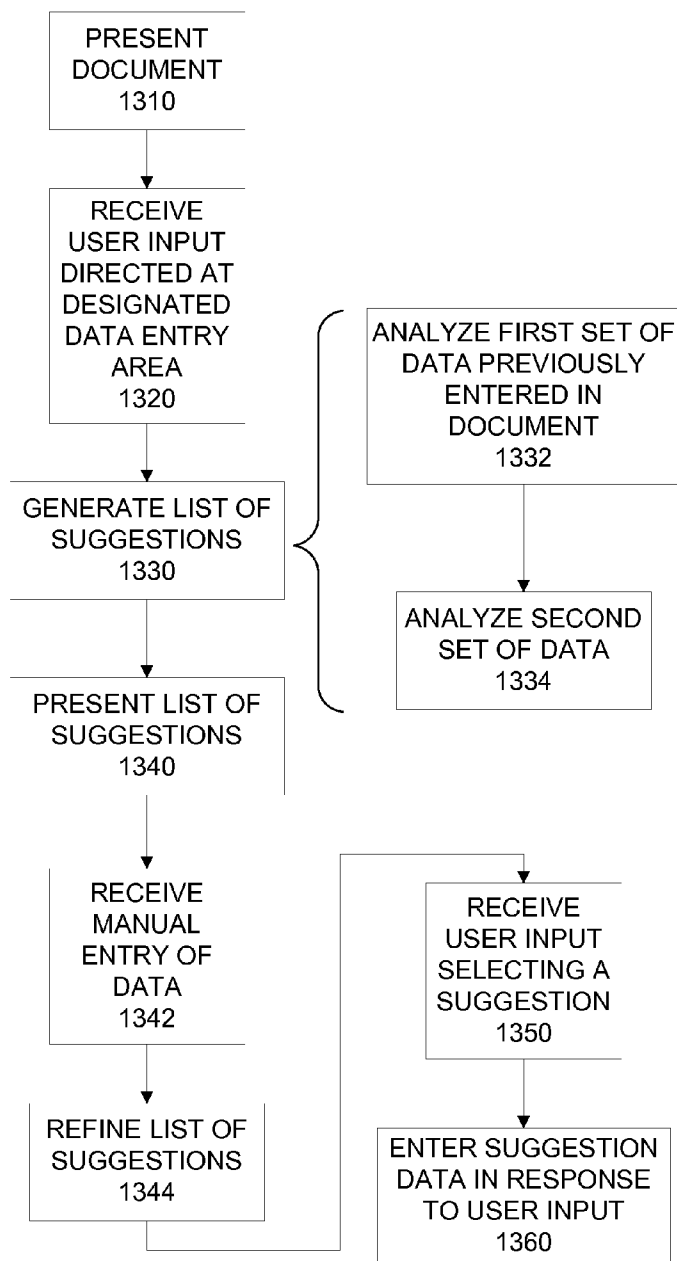 PRESENT
DOCUMENT
1310
RECEIVE
USER INPUT
DIRECTED AT
DESIGNATED
DATA ENTRY
AREA
1320
GENERATE LIST OF
SUGGESTIONS
1330
ANALYZE FIRST SET OF
DATA PREVIOUSLY
ENTERED IN
DOCUMENT
1332
ANALYZE SECOND
SET OF DATA
1334
PRESENT LIST OF
SUGGESTIONS
1340
RECEIVE
MANUAL
ENTRY OF
DATA
1342
REFINE LIST OF
SUGGESTIONS
1344
RECEIVE
USER INPUT
SELECTING A
SUGGESTION
1350
ENTER SUGGESTION
DATA IN RESPONSE
TO USER INPUT
1360